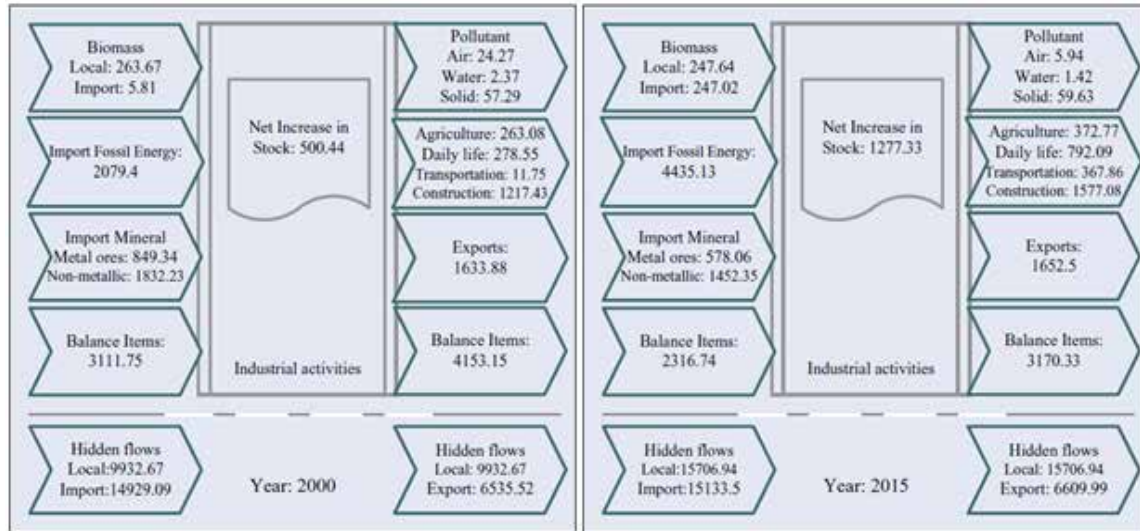 Biomass
Local: 263.67
Import: 5.81
Import Fossil Energy:
2079.4
Import Mineral
Metal ores: 849.34
Non-metallic: 1832.23
Balance Items:
3111.75
Net Increase in
Stock: 500.44
Industrial activities
Pollutant
Air: 24.27
Water: 2.37
Solid: 57.29
Agriculture: 263.08
Daily life: 278.55
Transportation: 11.75
Construction: 1217.43
Exports:
1633.88
Balance Items:
4153.15
Hidden flows
Local:9932.67
Import:14929.09
Year: 2000
Hidden flows
Local: 9932.67
Export: 6535.52
Biomass
Local: 247.64
Import: 247.02
Import Fossil Energy:
4435.13
Import Mineral
Metal ores: 578.06
Non-metallic: 1452.35
Balance Items:
2316.74
Net Increase in
Stock: 1277.33
Industrial activities
Pollutant
Air: 5.94
Water: 1.42
Solid: 59.63
Agriculture: 372.77
Daily life: 792.09
Transportation: 367.86
Construction: 1577.08
Exports:
1652.5
Balance Items:
3170.33
Hidden flows
Local:15706.94
Import:15133.5
Year: 2015
Hidden flows
Local: 15706.94
Export: 6609.99